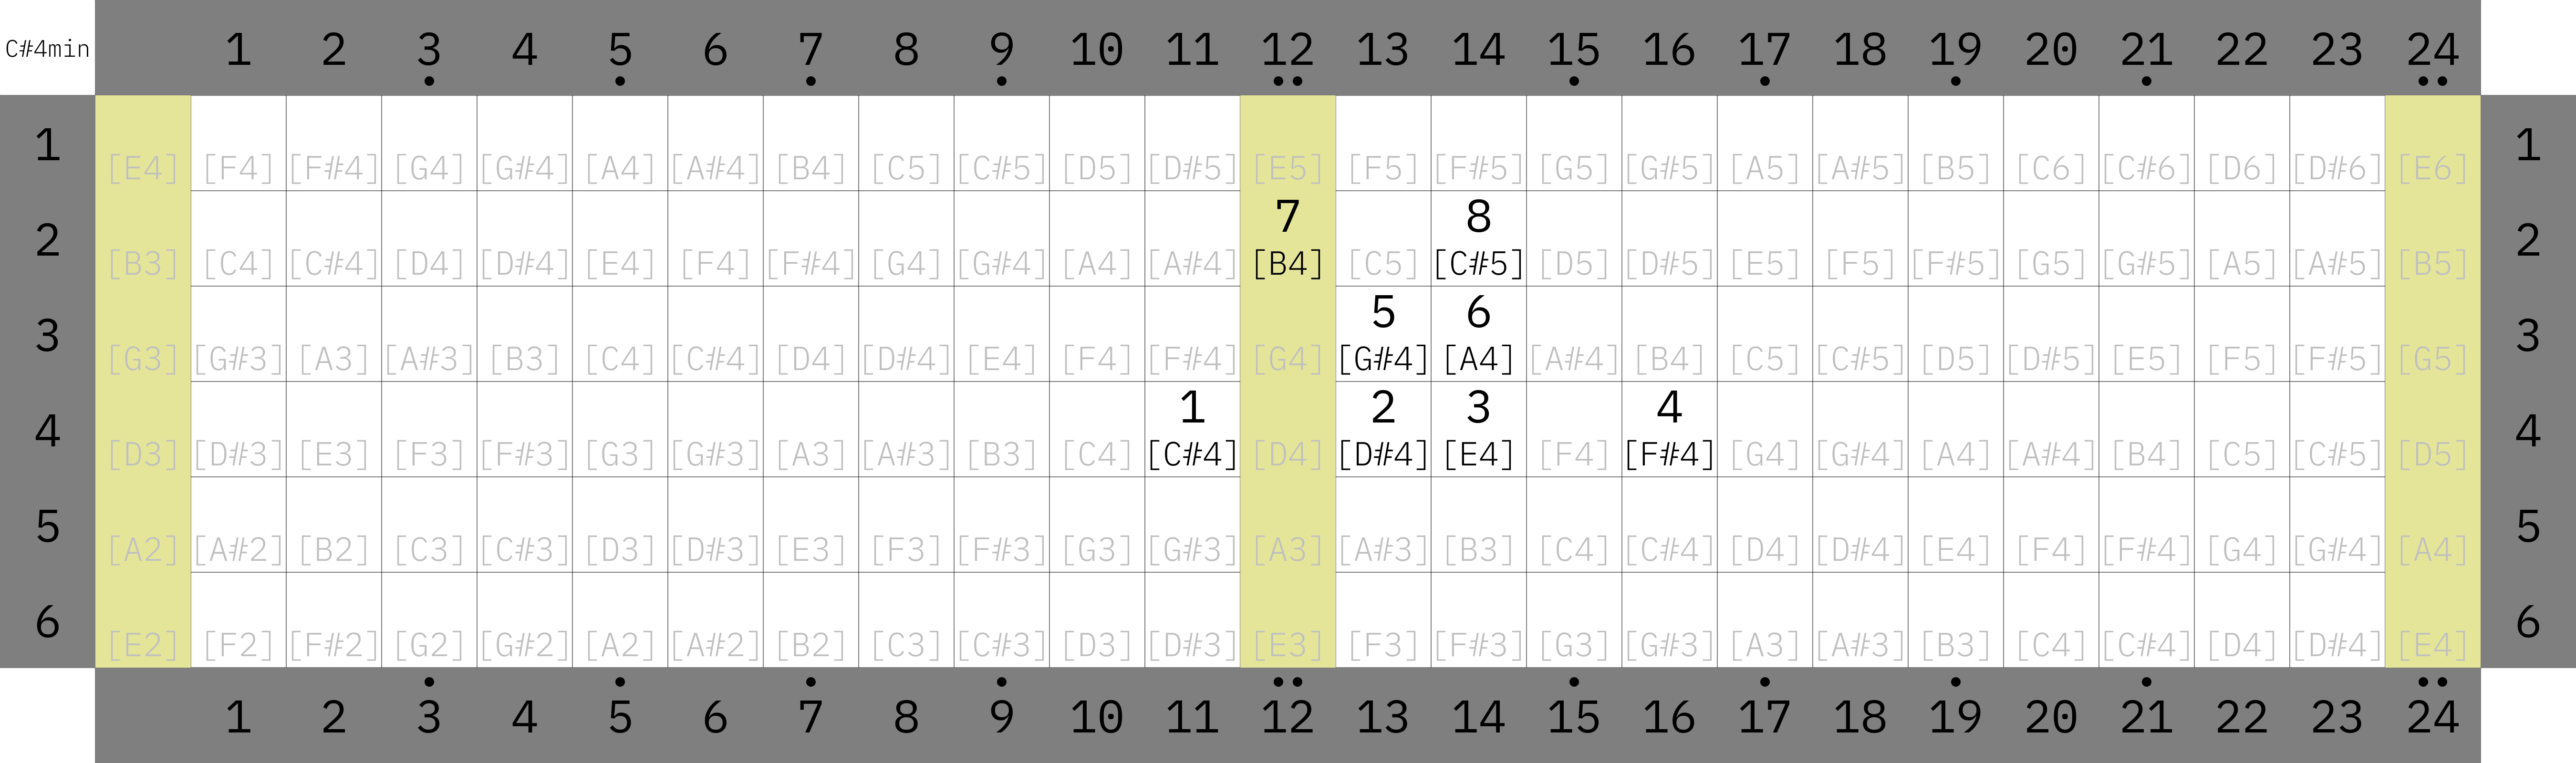 C#4min 1 2 3 4 5 6 7 8 9 10 11 12 13 14 15 16 17 18 19 20 21 22 23 24
1 [E4] [F4] [F#4] [G4] [G#4] [A4] [A#4] [B4] [C5] [C#5] [D5] [D#5] [E5] [F5] [F#5] [G5] [G#5] [A5] [A#5] [B5] [C6] [C#6] [D6] [D#6] [E6] 1
7 8
2 [B3] [C4] [C#4] [D4] [D#4] [E4] [F4] [F#4] [G4] [G#4] [A4] [A#4] [B4] [C5] [C#5] [D5] [D#5] [E5] [F5] [F#5] [G5] [G#5] [A5] [A#5] [B5] 2
5 6
3 [G3] [G#3] [A3] [A#3] [B3] [C4] [C#4] [D4] [D#4] [E4] [F4] [F#4] [G4] [G#4] [A4] [A#4] [B4] [C5] [C#5] [D5] [D#5] [E5] [F5] [F#5] [G5] 3
1 2 3 4
4 [D3] [D#3] [E3] [F3] [F#3] [G3] [G#3] [A3] [A#3] [B3] [C4] [C#4] [D4] [D#4] [E4] [F4] [F#4] [G4] [G#4] [A4] [A#4] [B4] [C5] [C#5] [D5] 4
5 [A2] [A#2] [B2] [C3] [C#3] [D3] [D#3] [E3] [F3] [F#3] [G3] [G#3] [A3] [A#3] [B3] [C4] [C#4] [D4] [D#4] [E4] [F4] [F#4] [G4] [G#4] [A4] 5
6 [E2] [F2] [F#2] [G2] [G#2] [A2] [A#2] [B2] [C3] [C#3] [D3] [D#3] [E3] [F3] [F#3] [G3] [G#3] [A3] [A#3] [B3] [C4] [C#4] [D4] [D#4] [E4] 6
1 2 3 4 5 6 7 8 9 10 11 12 13 14 15 16 17 18 19 20 21 22 23 24